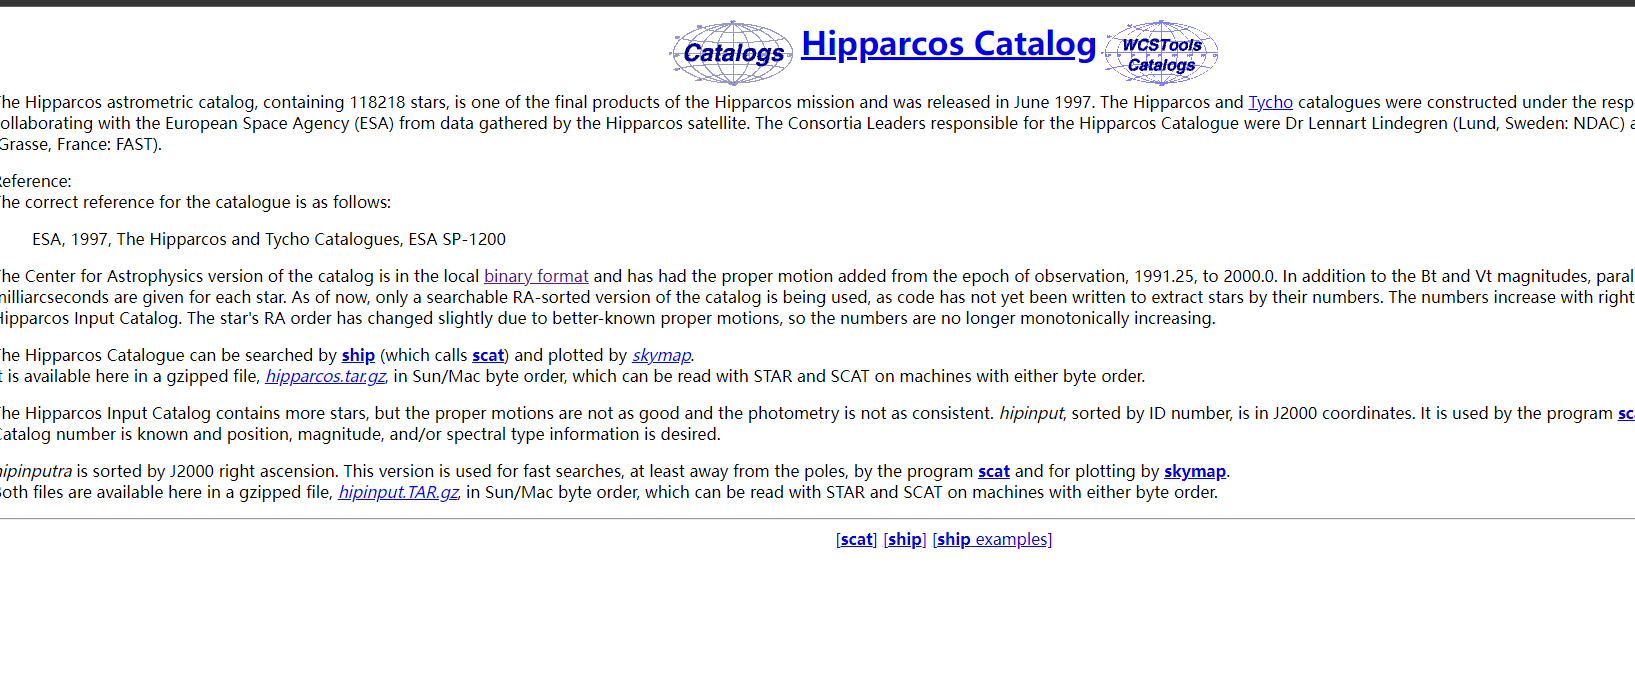 Catalogs Hipparcos Catalog WCSTools Catalogs
he Hipparcos astrometric catalog, containing 118218 stars, is one of the final products of the Hipparcos mission and was released in June 1997. The Hipparcos and Tycho catalogues were constructed under the resp
ollaborating with the European Space Agency (ESA) from data gathered by the Hipparcos satellite. The Consortia Leaders responsible for the Hipparcos Catalogue were Dr Lennart Lindegren (Lund, Sweden: NDAC) a
Grasse, France: FAST).
eference:
he correct reference for the catalogue is as follows:
ESA, 1997, The Hipparcos and Tycho Catalogues, ESA SP-1200
he Center for Astrophysics version of the catalog is in the local binary format and has had the proper motion added from the epoch of observation, 1991.25, to 2000.0. In addition to the Bt and Vt magnitudes, paral
milliarcseconds are given for each star. As of now, only a searchable RA-sorted version of the catalog is being used, as code has not yet been written to extract stars by their numbers. The numbers increase with right
Hipparcos Input Catalog. The star's RA order has changed slightly due to better-known proper motions, so the numbers are no longer monotonically increasing.
he Hipparcos Catalogue can be searched by ship (which calls scat) and plotted by skymap.
t is available here in a gzipped file, hipparcos.tar.gz, in Sun/Mac byte order, which can be read with STAR and SCAT on machines with either byte order.
he Hipparcos Input Catalog contains more stars, but the proper motions are not as good and the photometry is not as consistent. hipinput, sorted by ID number, is in J2000 coordinates. It is used by the program sc
Catalog number is known and position, magnitude, and/or spectral type information is desired.
hipinputra is sorted by J2000 right ascension. This version is used for fast searches, at least away from the poles, by the program scat and for plotting by skymap.
oth files are available here in a gzipped file, hipinput.TAR.gz, in Sun/Mac byte order, which can be read with STAR and SCAT on machines with either byte order.
[scat] [ship] [ship examples]